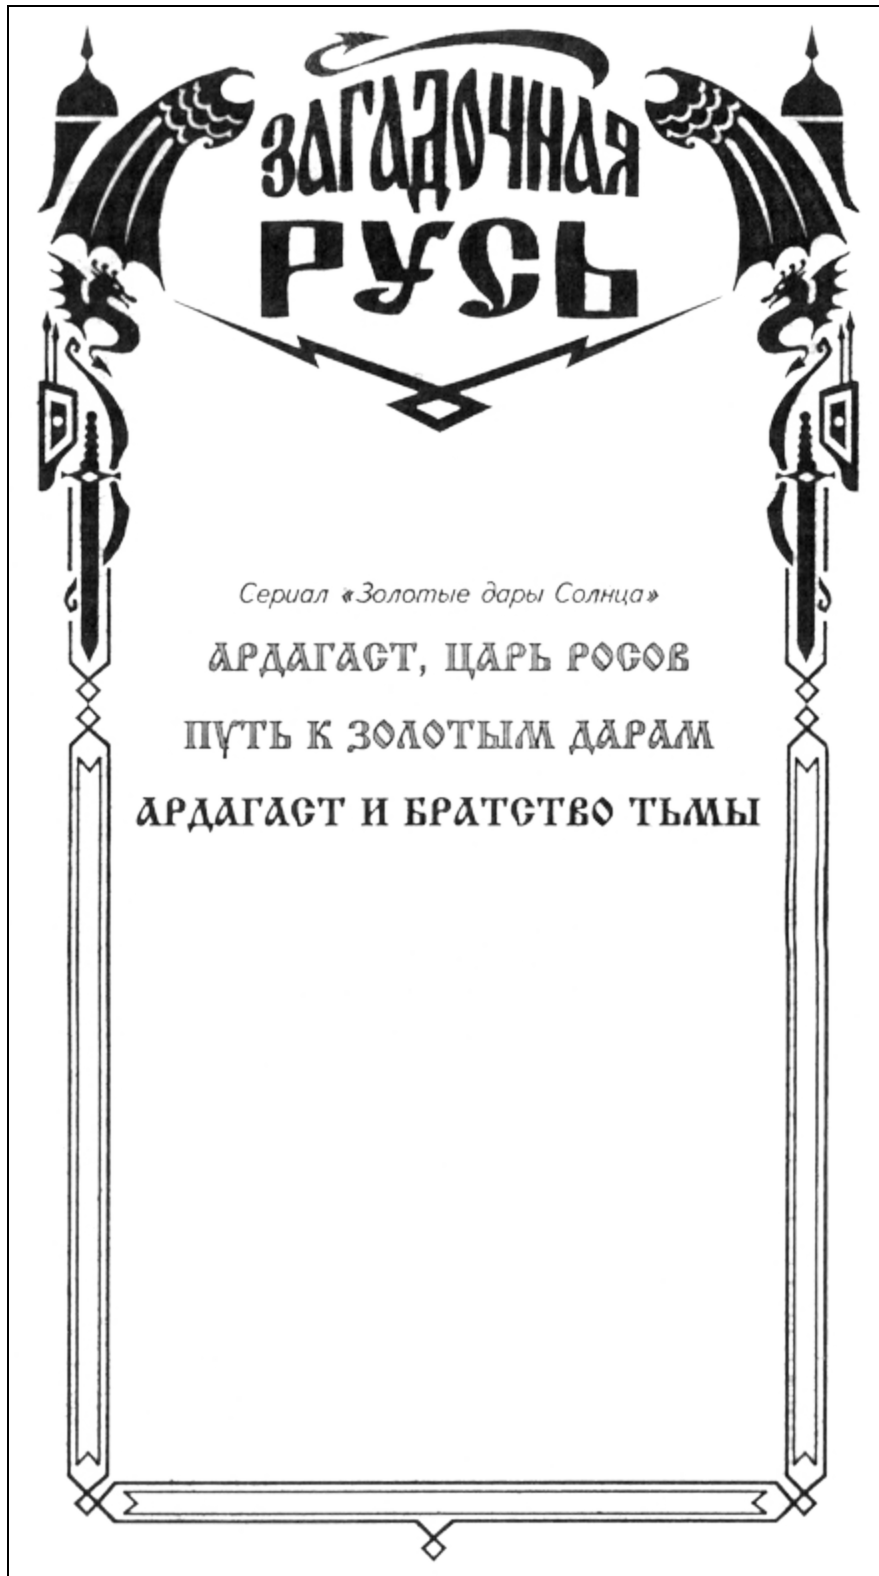 ЗАГАДОЧНАЯ
РУСЬ
Сериал «Золотые дары Солнца»
АРДАГАСТ, ЦАРЬ РОСОВ
ПУТЬ К ЗОЛОТЫМ ДАРАМ
АРДАГАСТ И БРАТСТВО ТЬМЫ